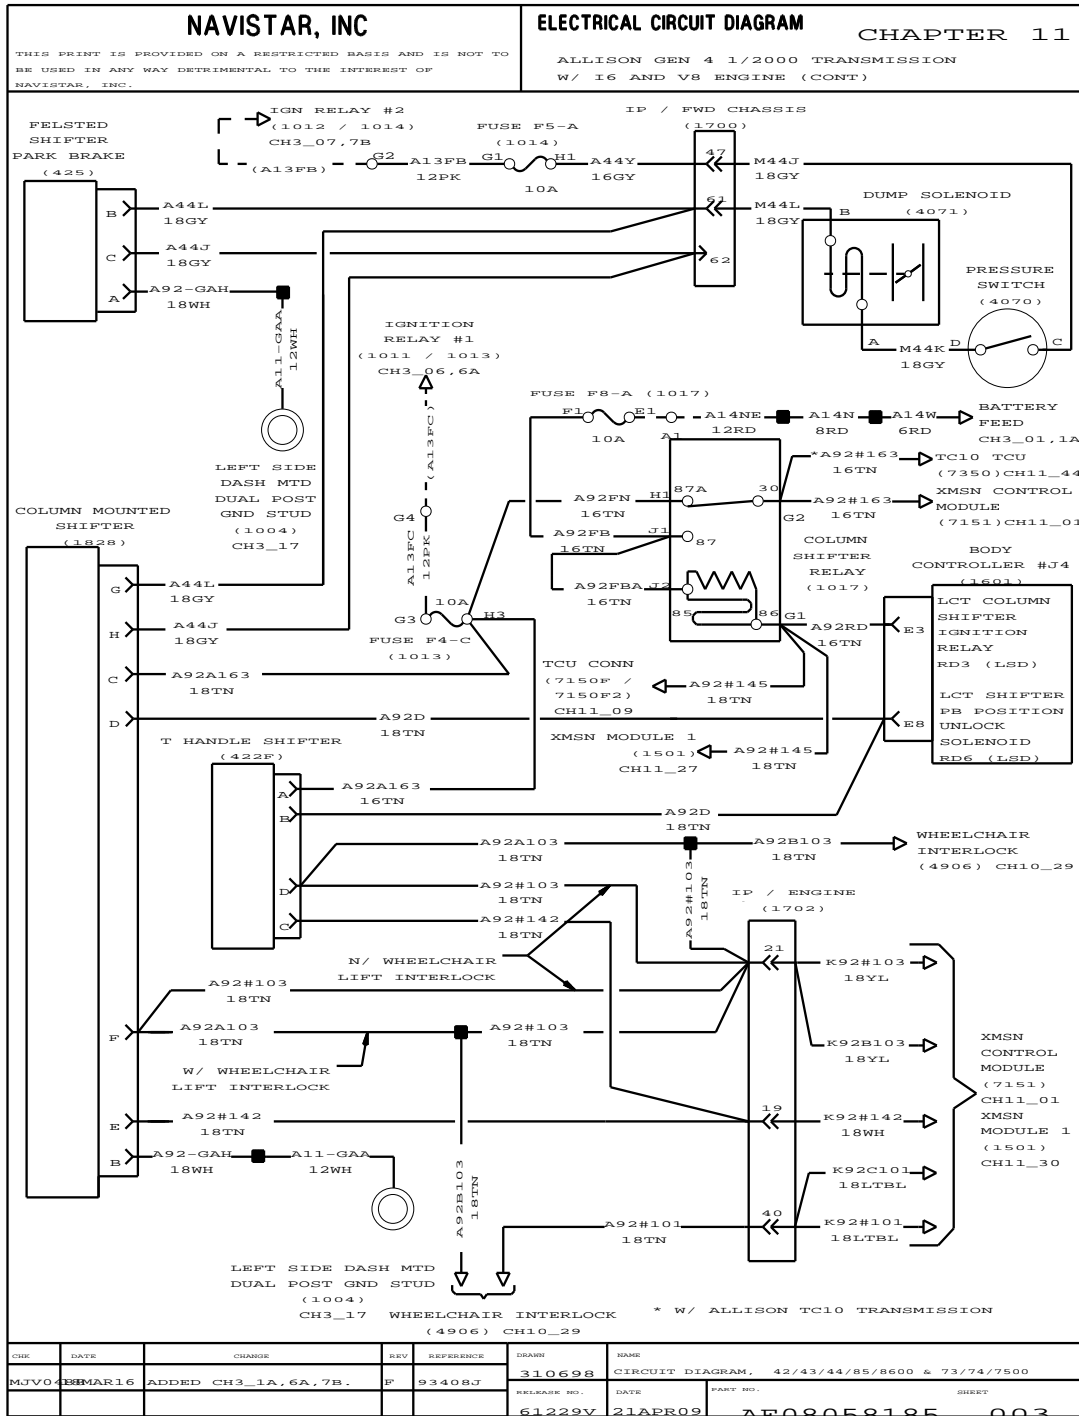 NAVISTAR, INC
THIS PRINT IS PROVIDED ON A RESTRICTED BASIS AND IS NOT TO
BE USED IN ANY WAY DETRIMENTAL TO THE INTEREST OF
NAVISTAR, INC.
ELECTRICAL CIRCUIT DIAGRAM
CHAPTER 11
ALLISON GEN 4 1/2000 TRANSMISSION
W/ I6 AND V8 ENGINE (CONT)
FELSTED
SHIFTER
PARK BRAKE
(425)
IGN RELAY #2
(1012 / 1014)
CH3_07,7B
(A13FB)
G2
A13FB
12PK
FUSE F5-A
(1014)
G1
H1
10A
A44Y
16GY
IP / FWD CHASSIS
(1700)
47
61
62
M44J
18GY
M44L
18GY
B
A44L
18GY
C
A44J
18GY
A
A92-GAH
18WH
A11-GAA
12WH
LEFT SIDE
DASH MTD
DUAL POST
GND STUD
(1004)
CH3_17
DUMP SOLENOID
(4071)
B
A
M44K
18GY
D
C
PRESSURE
SWITCH
(4070)
IGNITION
RELAY #1
(1011 / 1013)
CH3_06,6A
(A13FC)
G4
A13FC
12PK
10A
G3
H3
FUSE F4-C
(1013)
FUSE F8-A (1017)
F1
E1
10A
A1
A14NE
12RD
A14N
8RD
A14W
6RD
BATTERY
FEED
CH3_01,1A
*A92#163
16TN
TC10 TCU
(7350)CH11_44
A92#163
16TN
XMSN CONTROL
MODULE
(7151)CH11_01
A92FN
16TN
H1
87A
30
G2
A92FB
16TN
J1
87
A92FBA
16TN
J2
85
86
G1
COLUMN
SHIFTER
RELAY
(1017)
A92RD
16TN
BODY
CONTROLLER #J4
(1601)
E3
E8
LCT COLUMN
SHIFTER
IGNITION
RELAY
RD3 (LSD)
LCT SHIFTER
PB POSITION
UNLOCK
SOLENOID
RD6 (LSD)
TCU CONN
(7150F /
7150F2)
CH11_09
A92#145
18TN
XMSN MODULE 1
(1501)
CH11_27
A92#145
18TN
COLUMN MOUNTED
SHIFTER
(1828)
G
A44L
18GY
H
A44J
18GY
C
A92A163
18TN
D
A92D
18TN
T HANDLE SHIFTER
(422F)
A
A92A163
16TN
B
A92D
18TN
A92A103
18TN
A92B103
18TN
WHEELCHAIR
INTERLOCK
(4906) CH10_29
D
A92#103
18TN
C
A92#142
18TN
A92#103
18TN
IP / ENGINE
(1702)
N/ WHEELCHAIR
LIFT INTERLOCK
21
K92#103
18YL
K92B103
18YL
A92#103
18TN
F
A92A103
18TN
A92#103
18TN
W/ WHEELCHAIR
LIFT INTERLOCK
E
A92#142
18TN
19
K92#142
18WH
B
A92-GAH
18WH
A11-GAA
12WH
A92B103
18TN
K92C101
18LTBL
A92#101
18TN
40
K92#101
18LTBL
XMSN
CONTROL
MODULE
(7151)
CH11_01
XMSN
MODULE 1
(1501)
CH11_30
LEFT SIDE DASH MTD
DUAL POST GND STUD
(1004)
CH3_17
WHEELCHAIR INTERLOCK
(4906) CH10_29
* W/ ALLISON TC10 TRANSMISSION
CHK
DATE
CHANGE
REV
REFERENCE
DRAWN
310698
NAME
CIRCUIT DIAGRAM, 42/43/44/85/8600 & 73/74/7500
ADDED CH3_1A,6A,7B.
F
93408J
RELEASE NO.
61229V
DATE
21APR09
PART NO.
AF08058185
SHEET
003